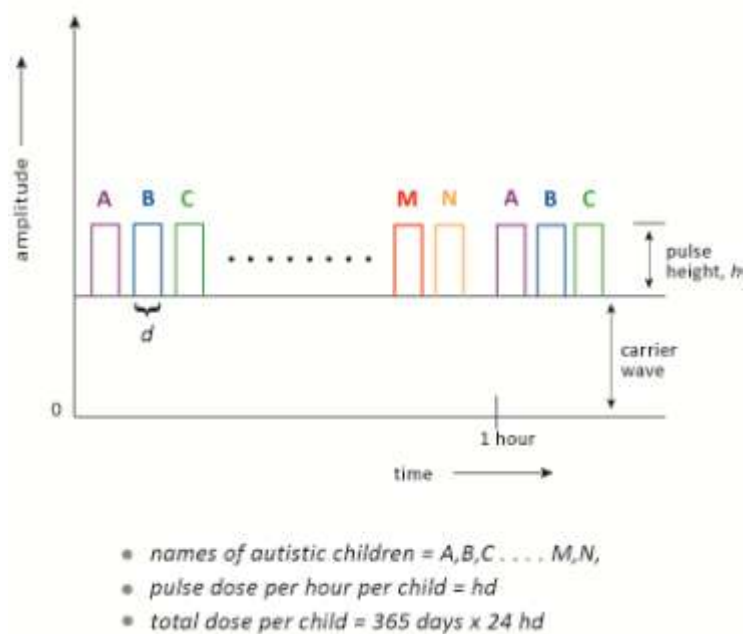 amplitude
A B C M N A B C
pulse
height, h
d
carrier
wave
0
1 hour
time
names of autistic children = A,B,C . . . . M,N,
pulse dose per hour per child = hd
total dose per child = 365 days x 24 hd